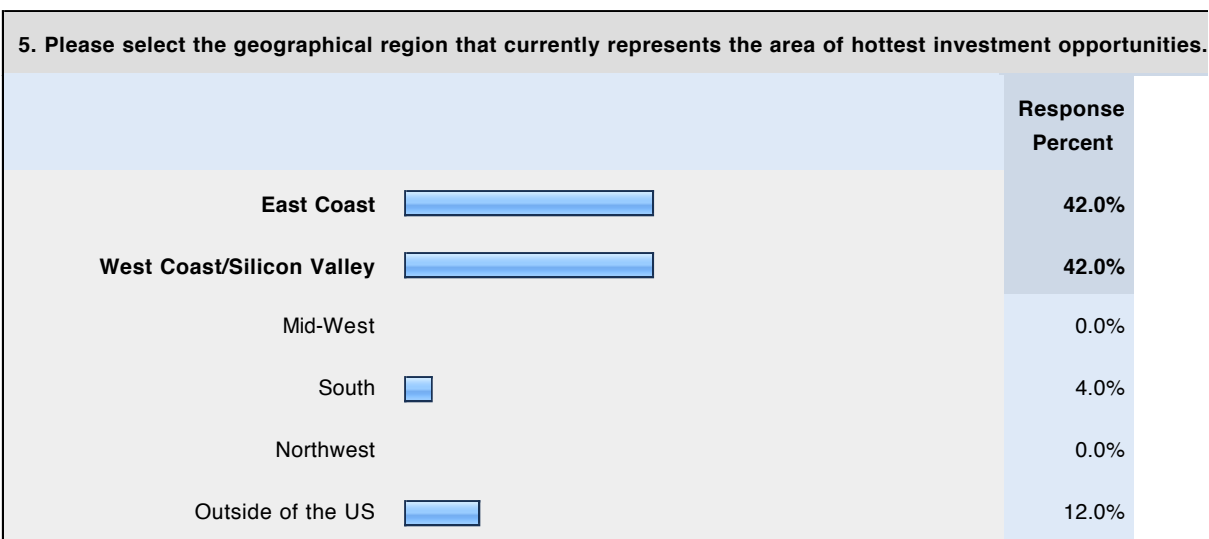 5. Please select the geographical region that currently represents the area of hottest investment opportunities.
Response
Percent
East Coast 42.0%
West Coast/Silicon Valley 42.0%
Mid-West 0.0%
South 4.0%
Northwest 0.0%
Outside of the US 12.0%